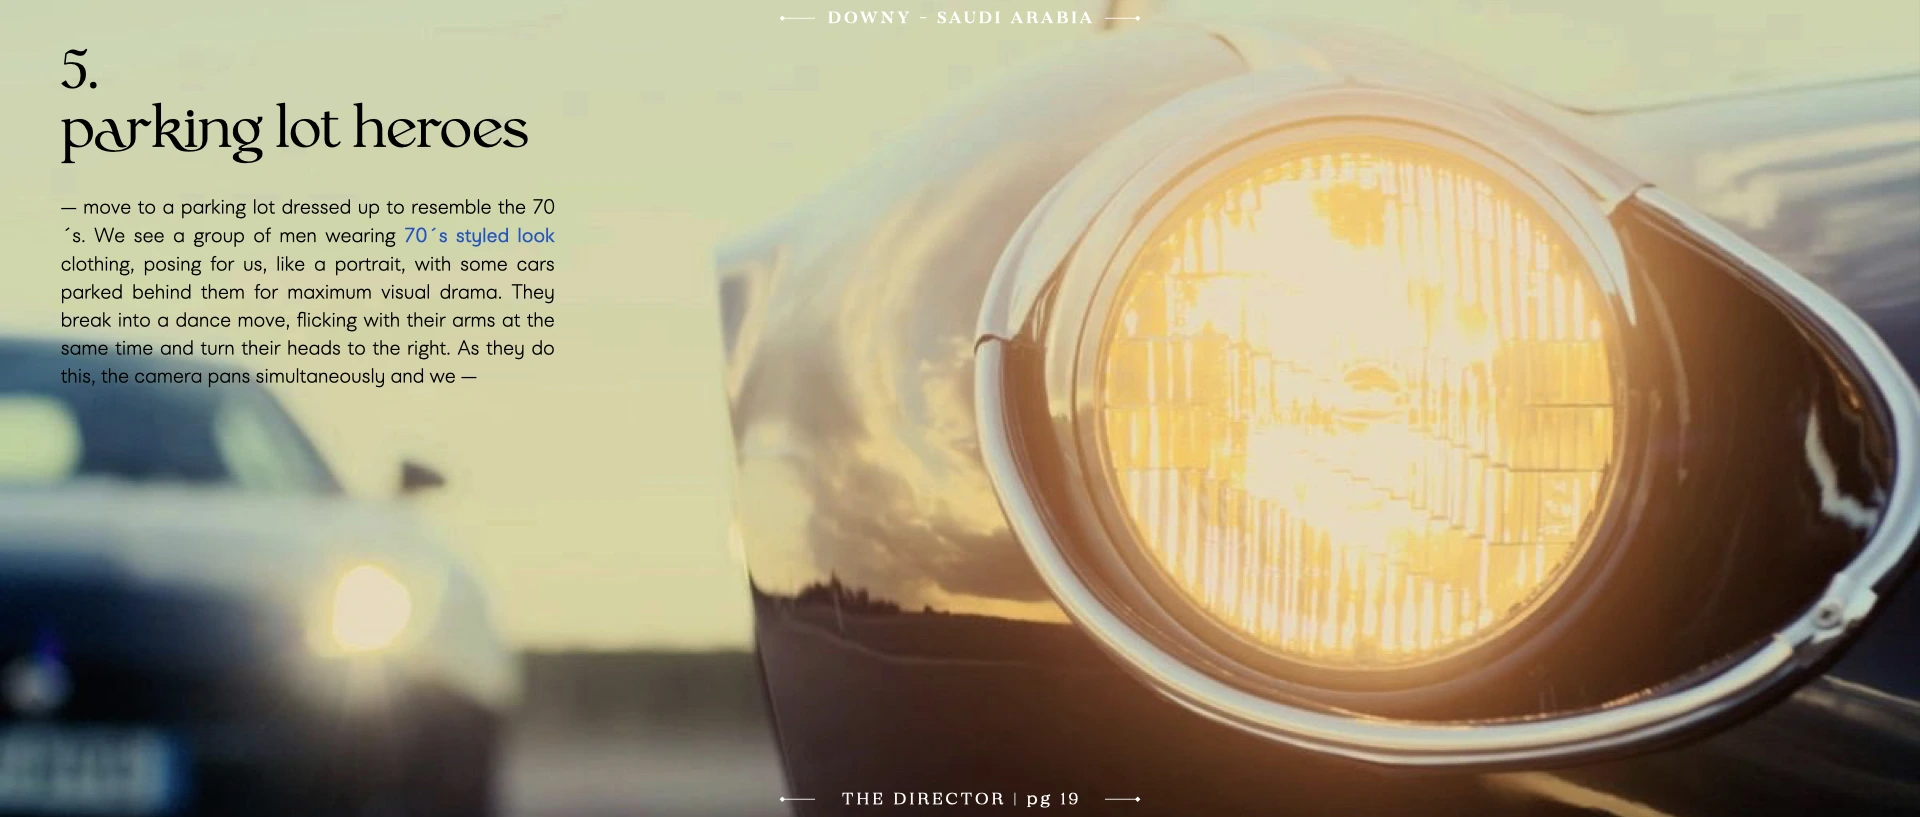 DOWNY - SAUDI ARABIA
5.
parking lot heroes
— move to a parking lot dressed up to resemble the 70
´s. We see a group of men wearing 70´s styled look
clothing, posing for us, like a portrait, with some cars
parked behind them for maximum visual drama. They
break into a dance move, flicking with their arms at the
same time and turn their heads to the right. As they do
this, the camera pans simultaneously and we —
THE DIRECTOR | pg 19